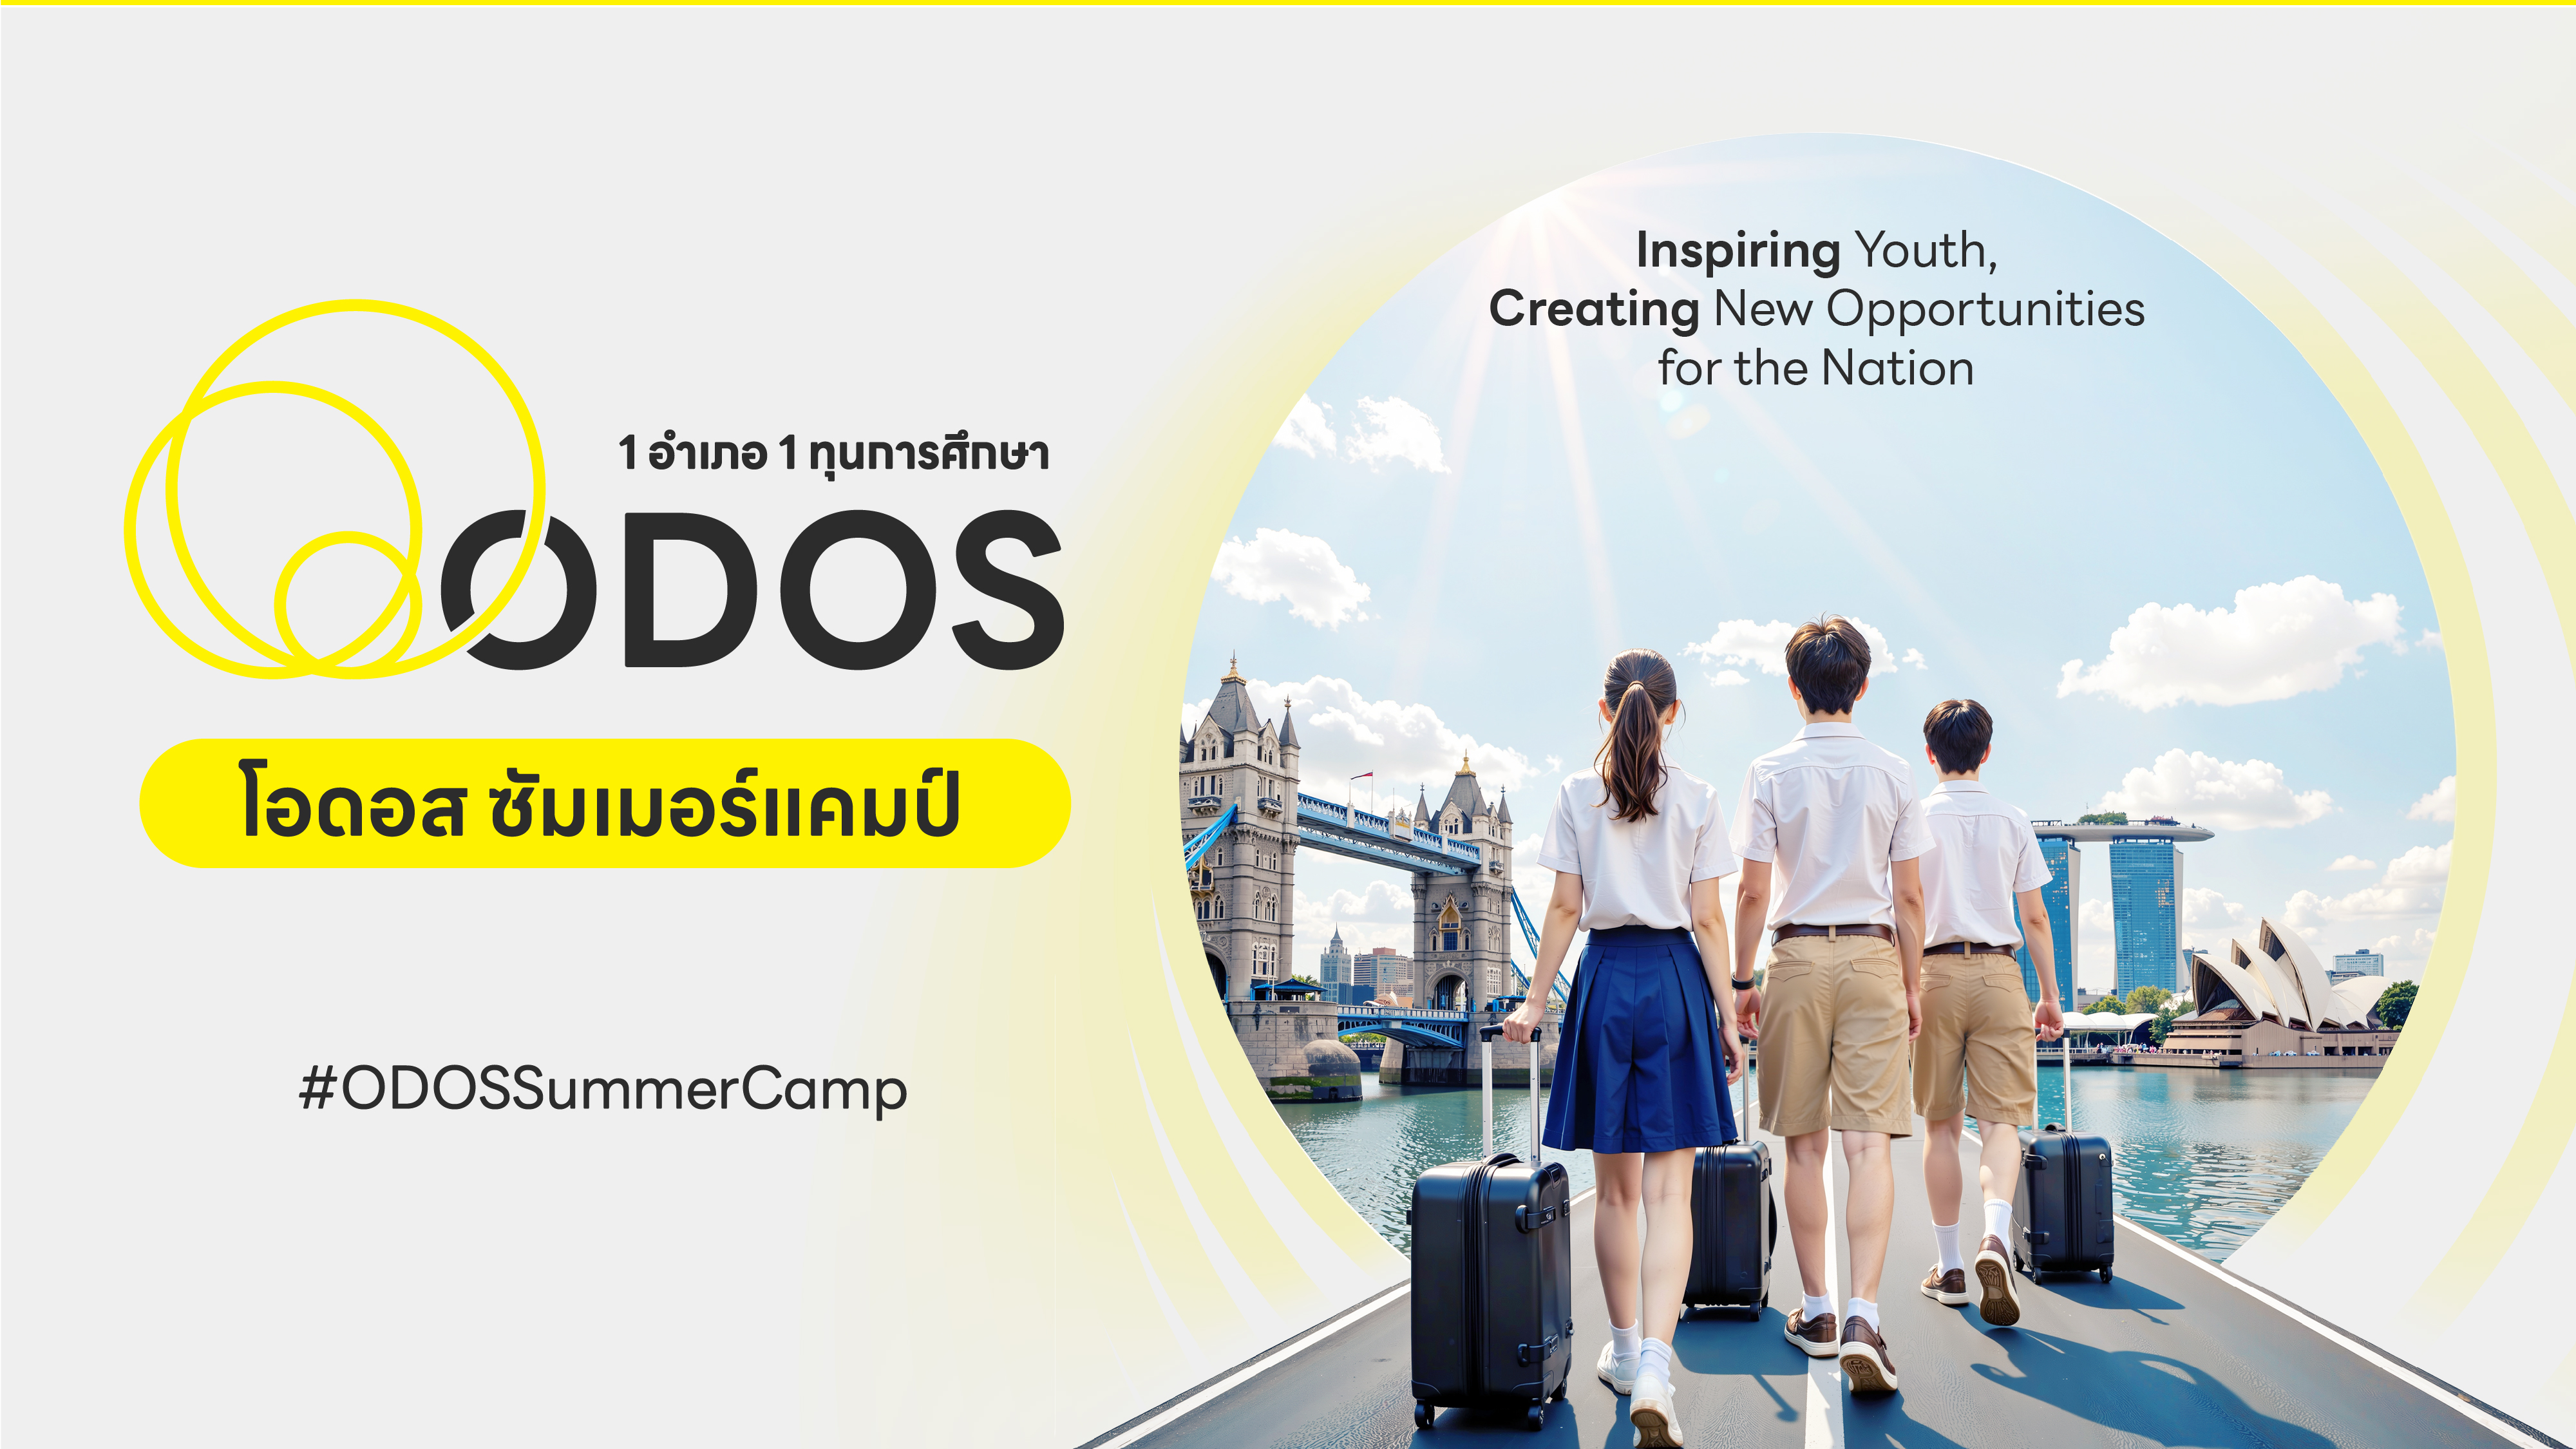 1 อำเภอ 1 ทุนการศึกษา
ODOS
โอดอส ซัมเมอร์แคมป์
#ODOSSummerCamp
Inspiring Youth,
Creating New Opportunities
for the Nation